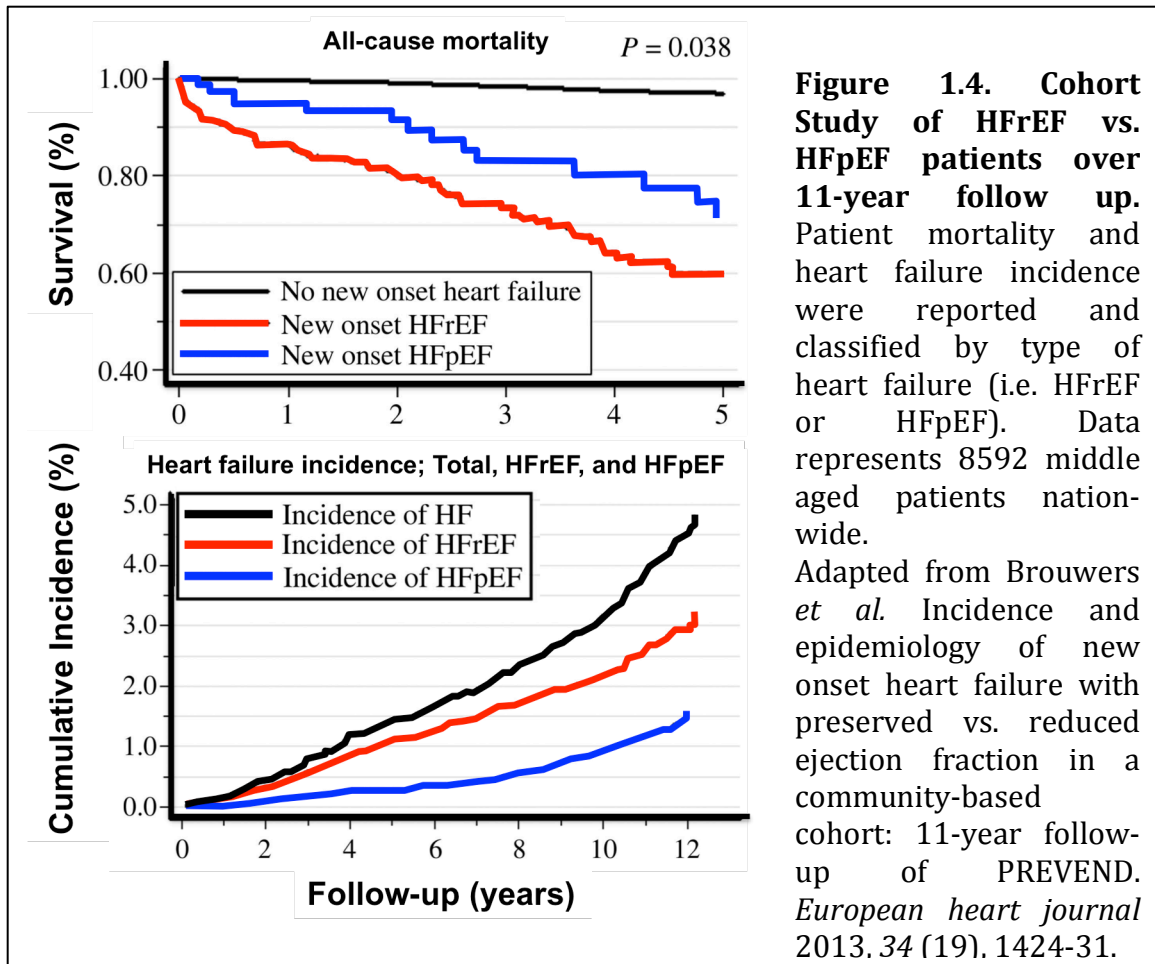 All-cause mortality
P = 0.038
Survival (%)
1.00
0.80
0.60
0.40
No new onset heart failure
New onset HFrEF
New onset HFpEF
0 1 2 3 4 5
Heart failure incidence; Total, HFrEF, and HFpEF
Cumulative Incidence (%)
5.0
4.0
3.0
2.0
1.0
0.0
Incidence of HF
Incidence of HFrEF
Incidence of HFpEF
0 2 4 6 8 10 12
Follow-up (years)
Figure 1.4. Cohort
Study of HFrEF vs.
HFpEF patients over
11-year follow up.
Patient mortality and
heart failure incidence
were reported and
classified by type of
heart failure (i.e. HFrEF
or HFpEF). Data
represents 8592 middle
aged patients nation-
wide.
Adapted from Brouwers
et al. Incidence and
epidemiology of new
onset heart failure with
preserved vs. reduced
ejection fraction in a
community-based
cohort: 11-year follow-
up of PREVEND.
European heart journal
2013, 34 (19), 1424-31.